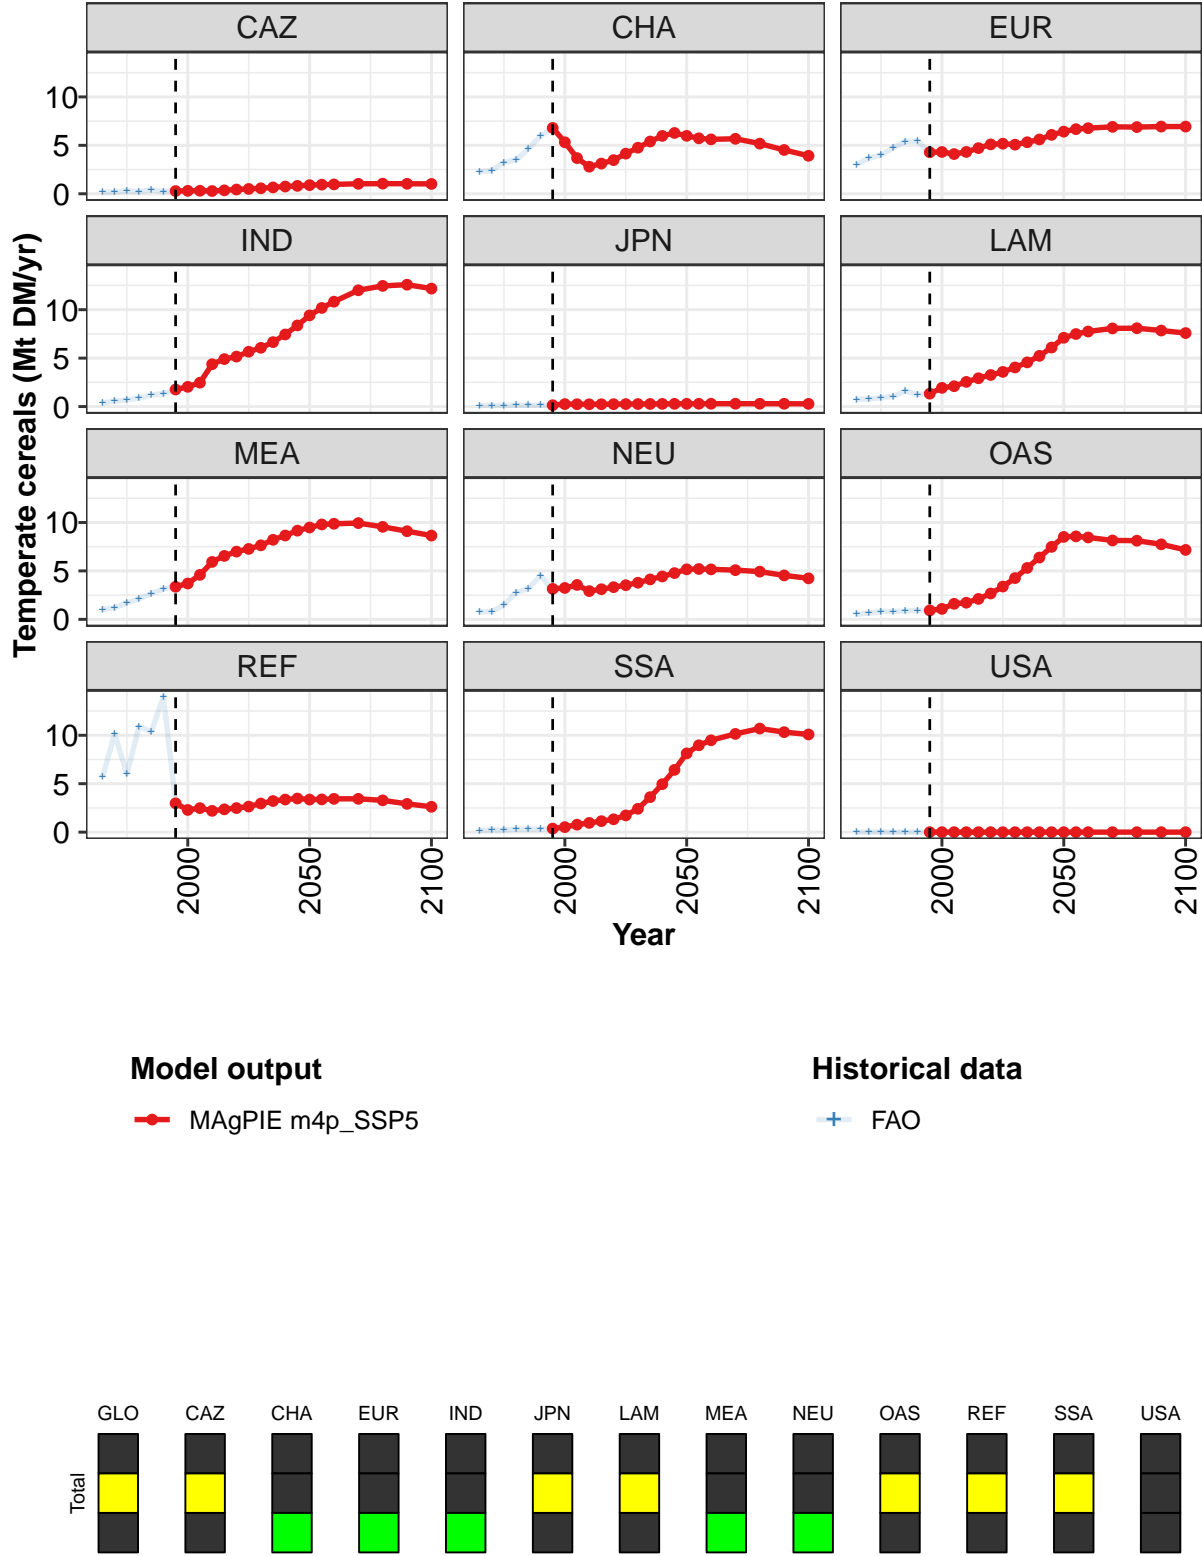 CAZ CHA EUR
10
5
0
IND JPN LAM
10
5
0
MEA NEU OAS
10
5
0
REF SSA USA
10
5
0
Temperate cereals (Mt DM/yr)
2000 2050 2100 2000 2050 2100 2000 2050 2100
Year
Model output Historical data
MAgPIE m4p_SSP5 FAO
GLO CAZ CHA EUR IND JPN LAM MEA NEU OAS REF SSA USA
Total